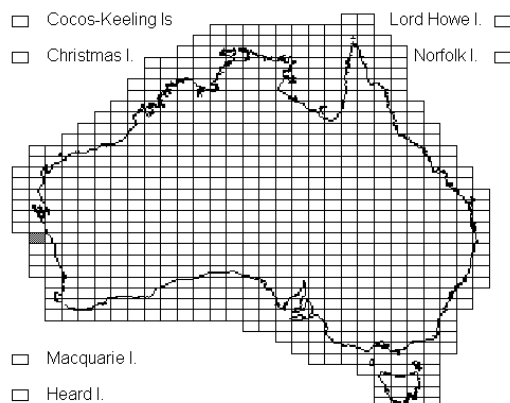 Cocos-Keeling Is
Lord Howe I.
Christmas I.
Norfolk I.
Macquarie I.
Heard I.